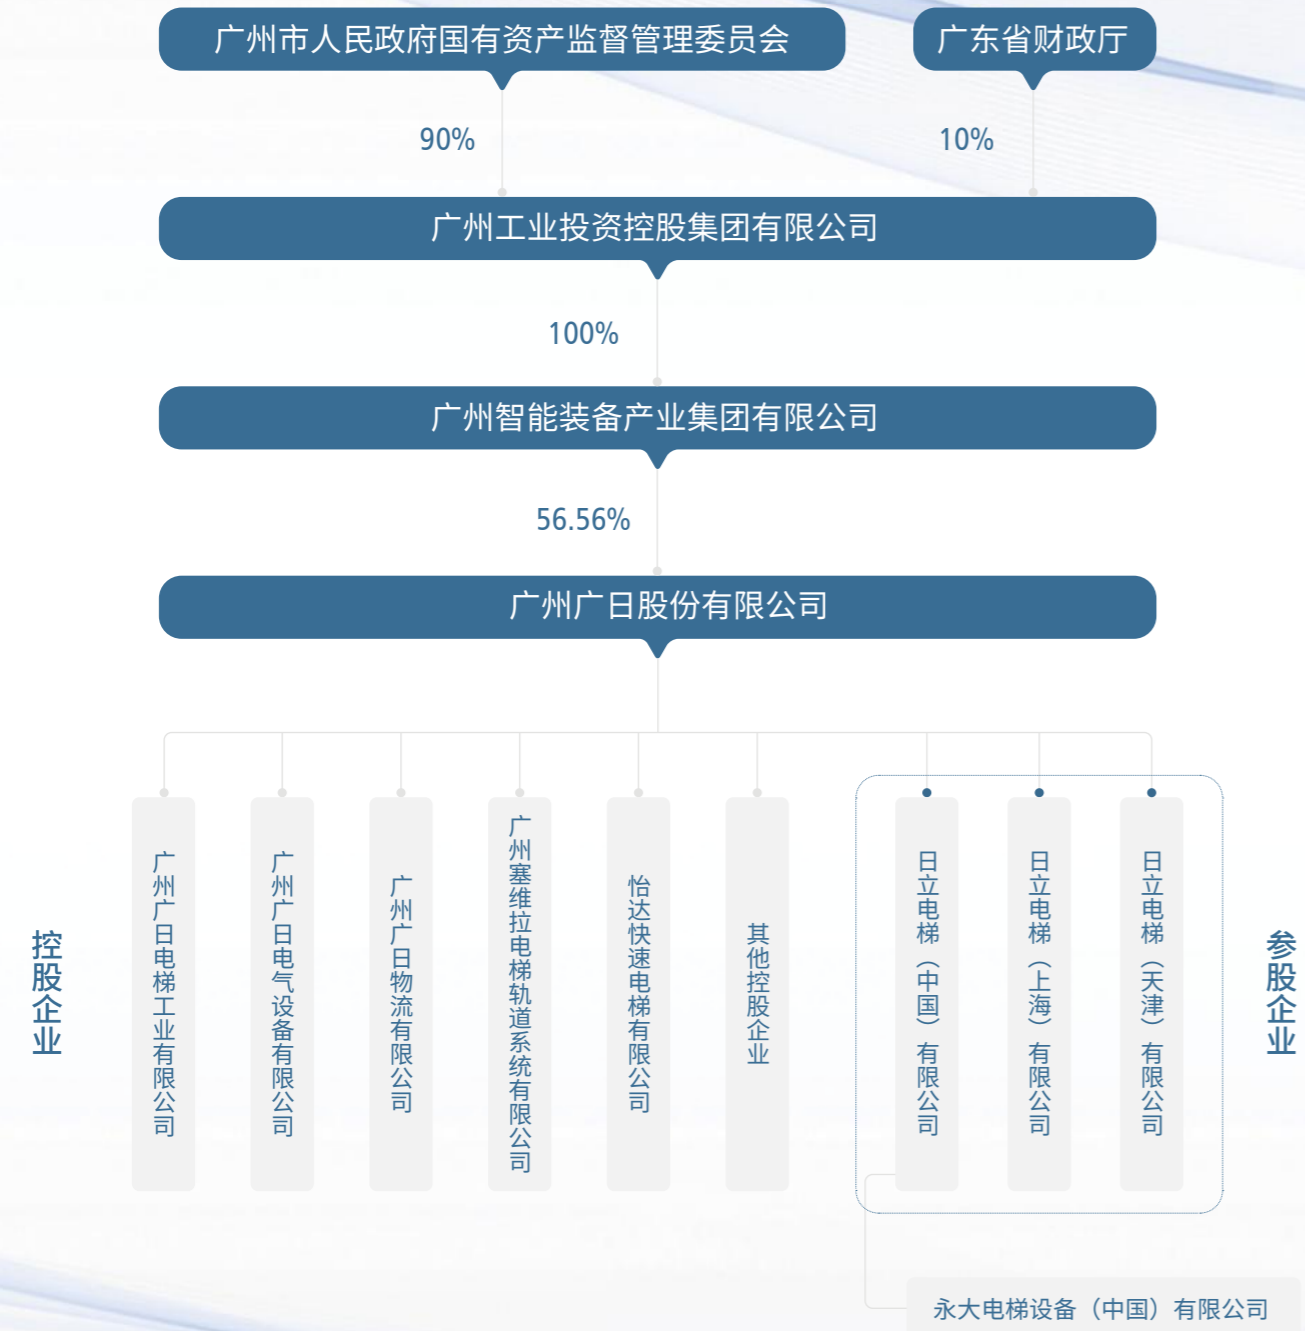 广州市人民政府国有资产监督管理委员会
广东省财政厅
90%
10%
广州工业投资控股集团有限公司
100%
广州智能装备产业集团有限公司
56.56%
广州广日股份有限公司
控股企业
广州广日电梯工业有限公司
广州广日电气设备有限公司
广州广日物流有限公司
广州塞维拉电梯轨道系统有限公司
怡达快速电梯有限公司
其他控股企业
日立电梯（中国）有限公司
日立电梯（上海）有限公司
日立电梯（天津）有限公司
参股企业
永大电梯设备（中国）有限公司